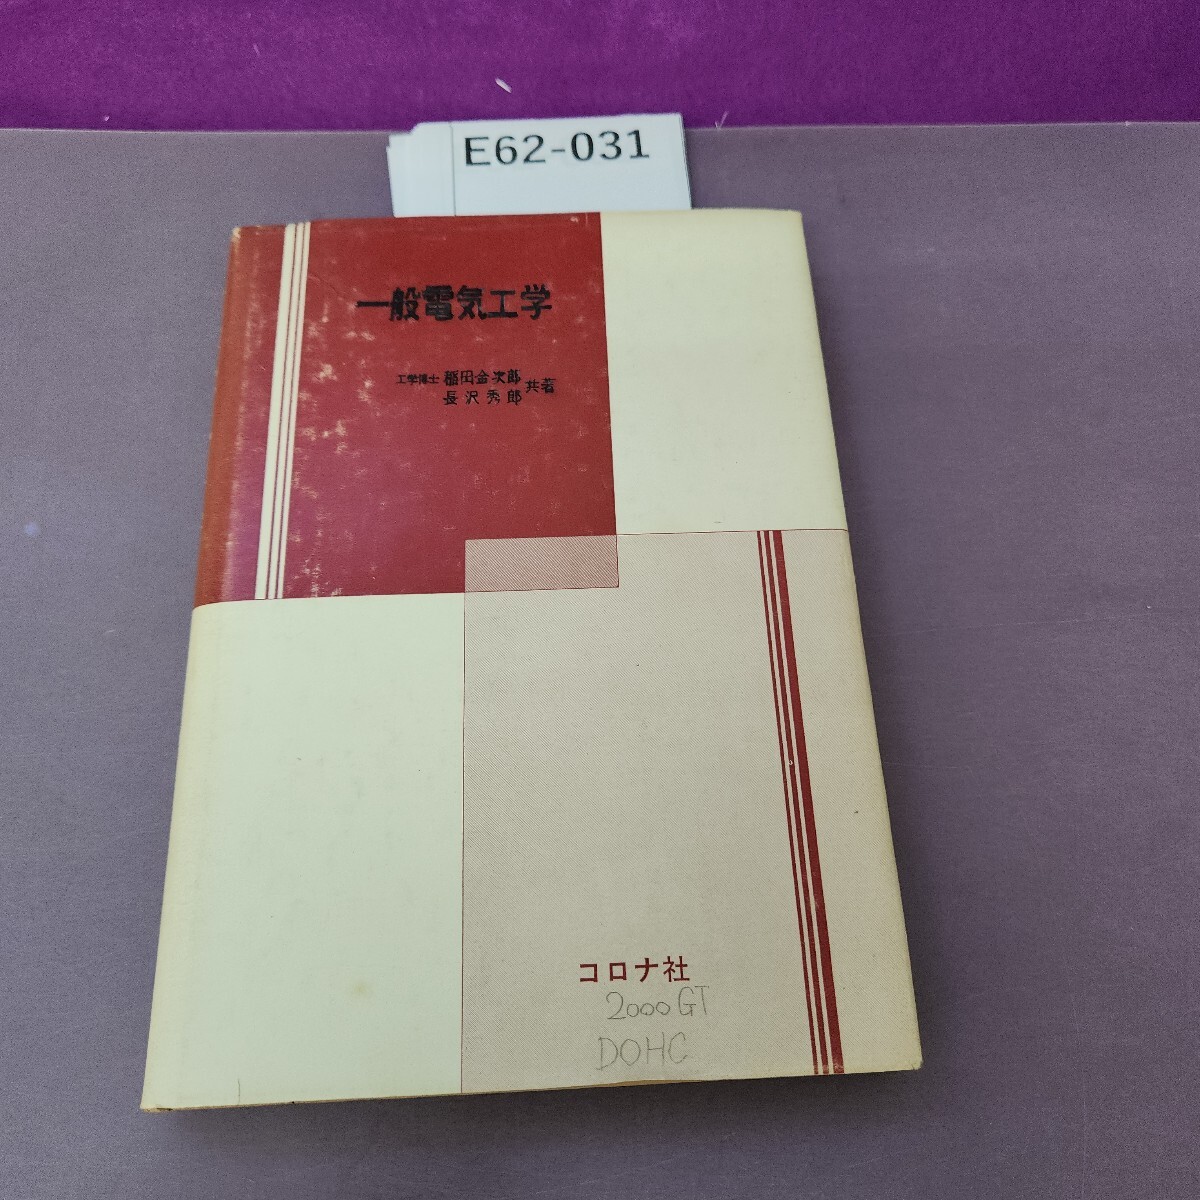 E62-031
一般電気工学
工学博士 稲田金次郎
長沢秀郎 共著
コロナ社
2000GT
DOHC